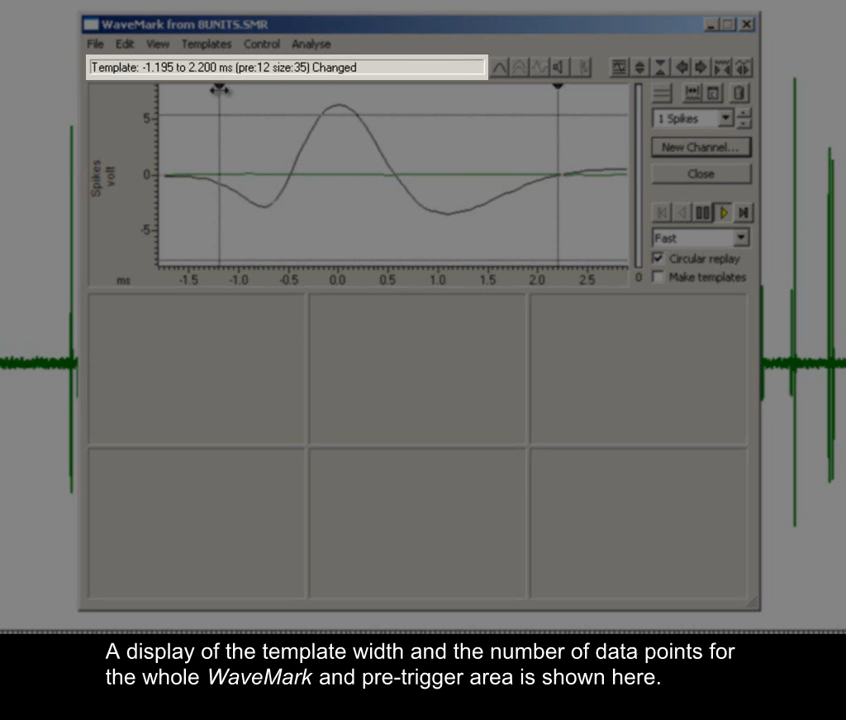 WaveMark from 8UNITS.SMR
File Edit View Templates Control Analyse
Template: -1.195 to 2.200 ms (pre:12 size:35) Changed
5
0
-5
Spikes
volt
ms
-1.5 -1.0 -0.5 0.0 0.5 1.0 1.5 2.0 2.5
0
1 Spikes
New Channel...
Close
Fast
Circular replay
Make templates
A display of the template width and the number of data points for
the whole WaveMark and pre-trigger area is shown here.